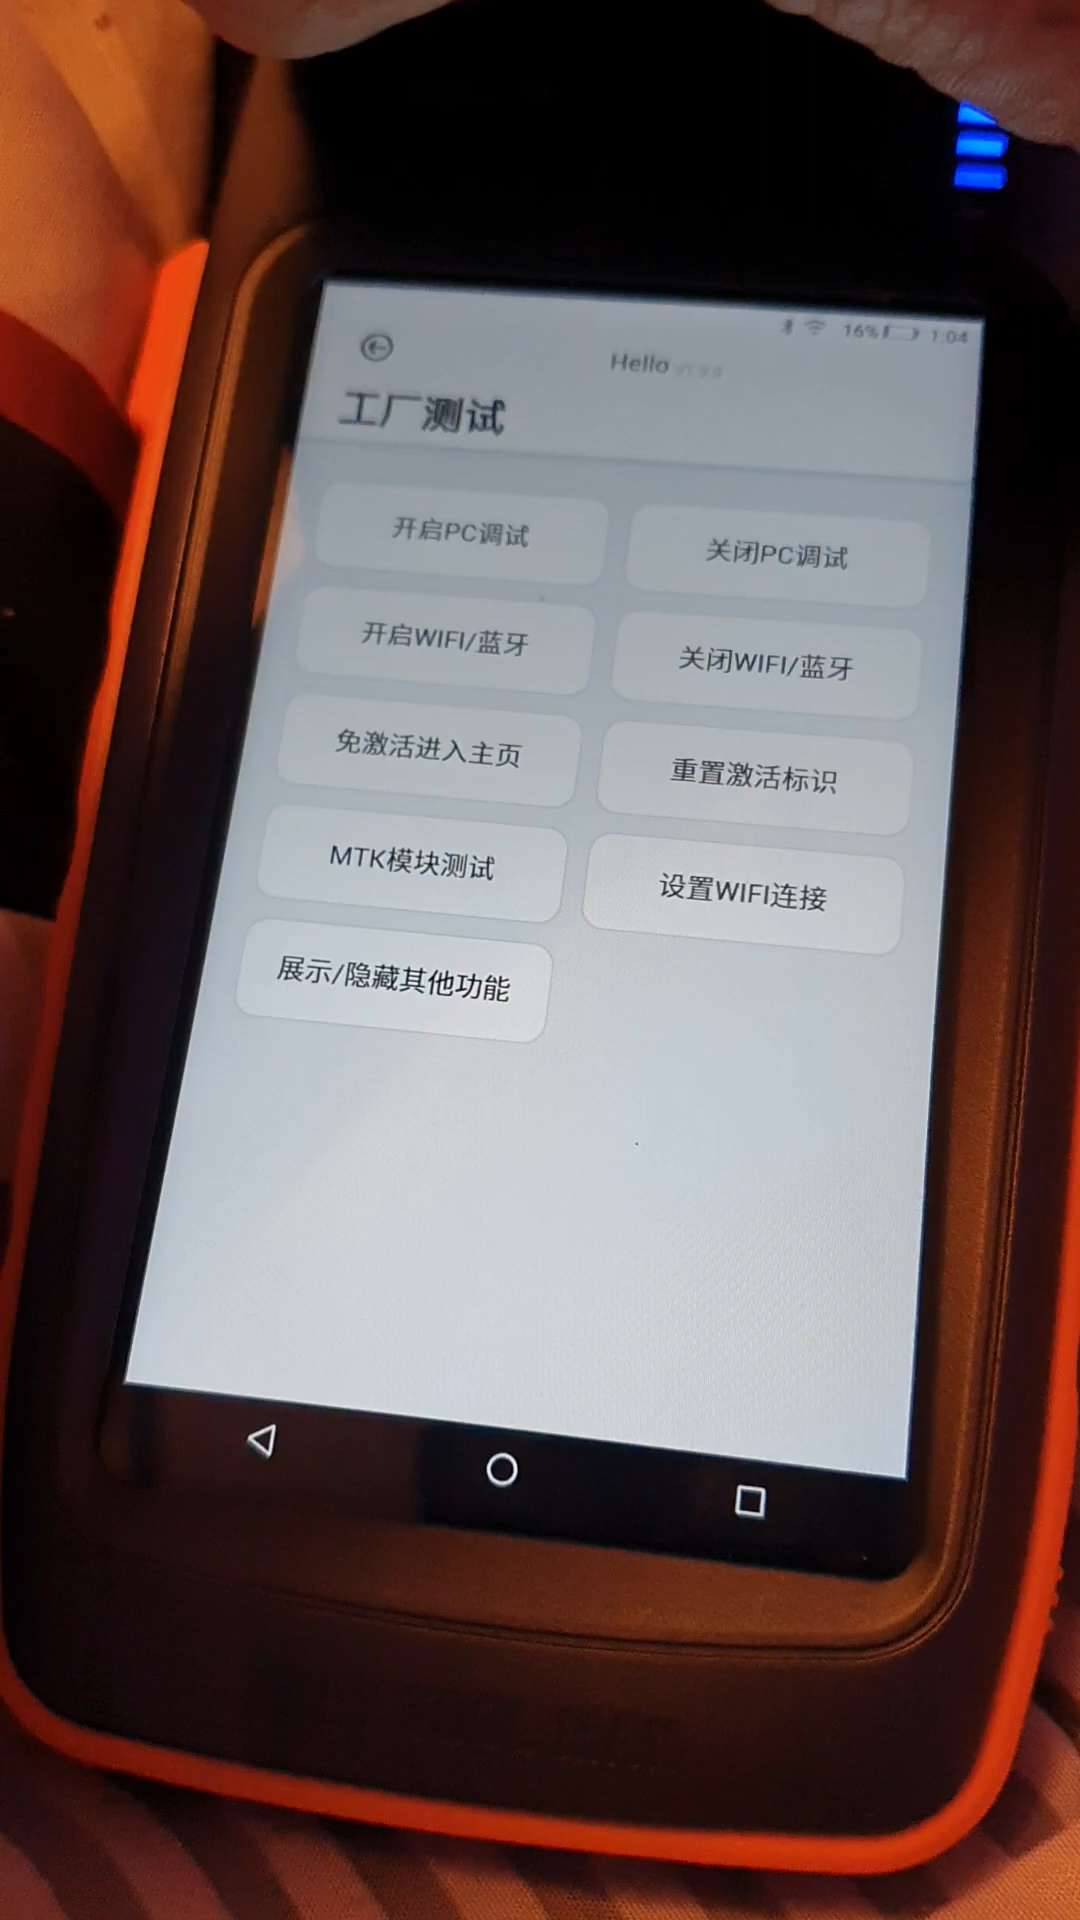 16% 1:04
Hello
工厂测试
开启PC调试
关闭PC调试
开启WIFI/蓝牙
关闭WIFI/蓝牙
免激活进入主页
重置激活标识
MTK模块测试
设置WIFI连接
展示/隐藏其他功能